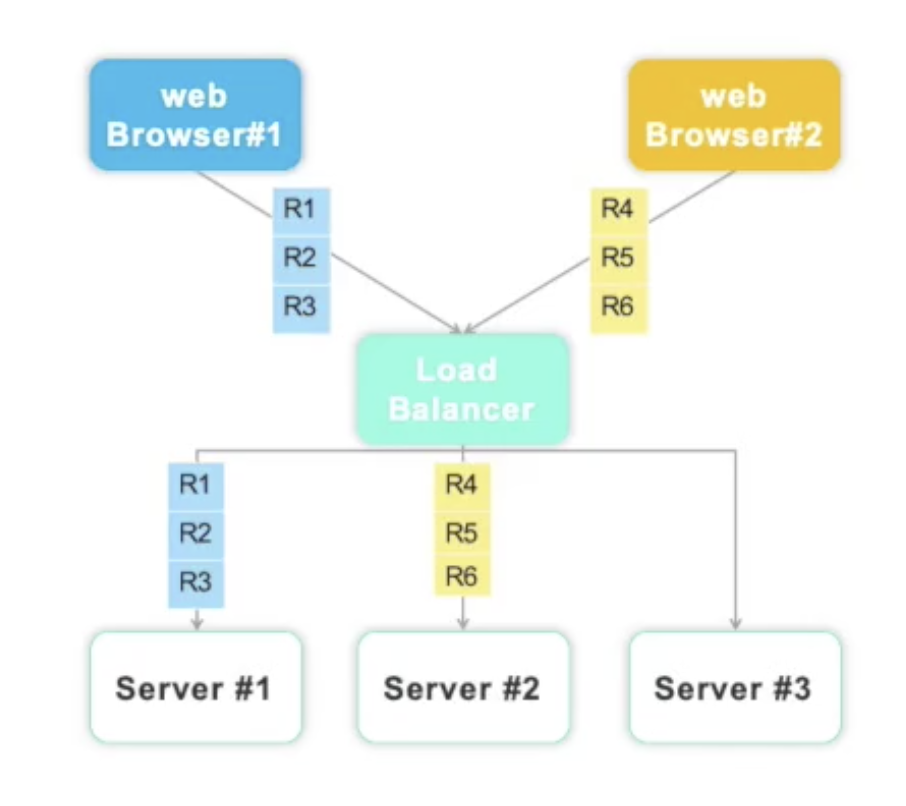 web
Browser#1
web
Browser#2
R1
R2
R3
R4
R5
R6
Load
Balancer
R1
R2
R3
R4
R5
R6
Server #1
Server #2
Server #3